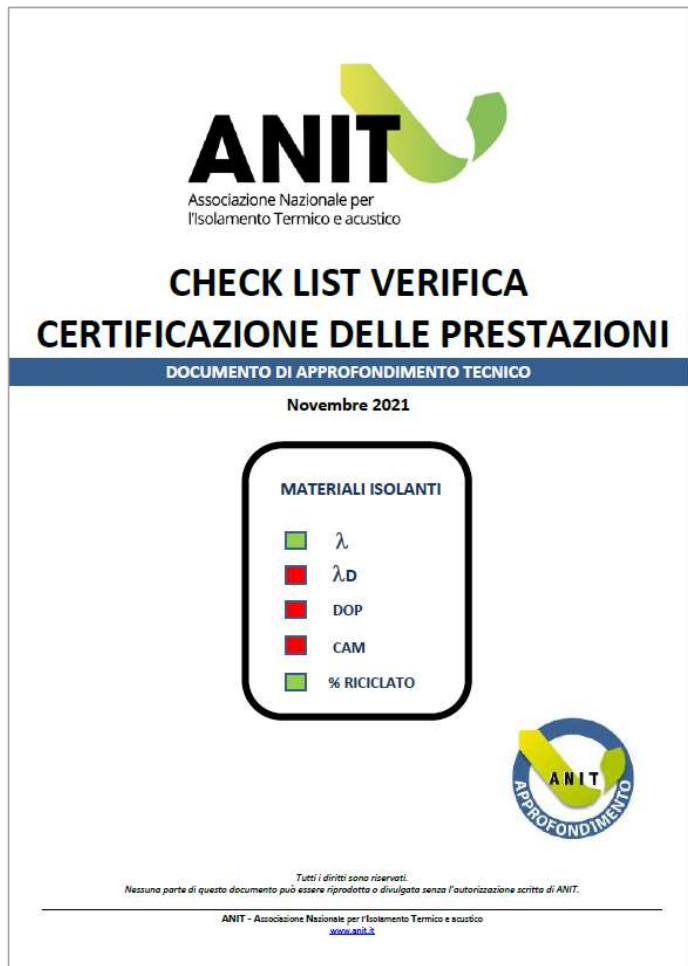 ANIT
Associazione Nazionale per
l'Isolamento Termico e acustico
CHECK LIST VERIFICA
CERTIFICAZIONE DELLE PRESTAZIONI
DOCUMENTO DI APPROFONDIMENTO TECNICO
Novembre 2021
MATERIALI ISOLANTI
λ
λD
DOP
CAM
% RICICLATO
ANIT
APPROFONDIMENTO
Tutti i diritti sono riservati.
Nessuna parte di questo documento può essere riprodotta o divulgata senza l'autorizzazione scritta di ANIT.
ANIT – Associazione Nazionale per l'Isolamento Termico e acustico
www.anit.it